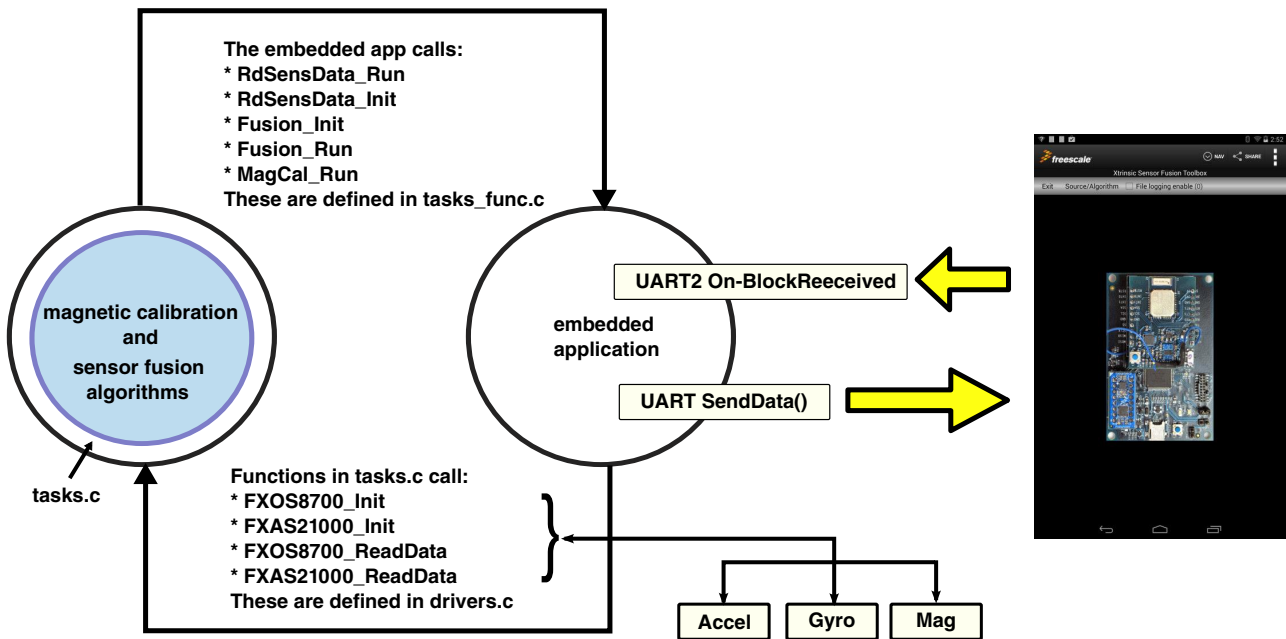 The embedded app calls:
* RdSensData_Run
* RdSensData_Init
* Fusion_Init
* Fusion_Run
* MagCal_Run
These are defined in tasks_func.c
magnetic calibration
and
sensor fusion
algorithms
tasks.c
UART2 On-BlockReeceived
embedded
application
UART SendData()
Functions in tasks.c call:
* FXOS8700_Init
* FXAS21000_Init
* FXOS8700_ReadData
* FXAS21000_ReadData
These are defined in drivers.c
Accel
Gyro
Mag
2:52
freescale
NAV
SHARE
Xtrinsic Sensor Fusion Toolbox
Exit Source/Algorithm File logging enable (0)